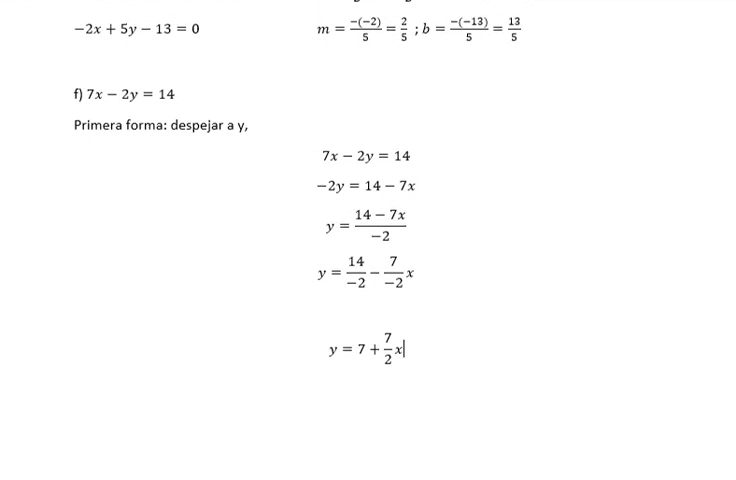 −2x + 5y − 13 = 0    m = −(−2)/5 = 2/5 ; b = −(−13)/5 = 13/5
f) 7x − 2y = 14
Primera forma: despejar a y,
7x − 2y = 14
−2y = 14 − 7x
y = (14 − 7x)/−2
y = 14/−2 − 7/−2 x
y = 7 + 7/2 x